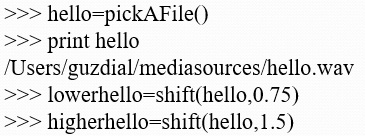 >>> hello=pickAFile()
>>> print hello
/Users/guzdial/mediasources/hello.wav
>>> lowerhello=shift(hello,0.75)
>>> higherhello=shift(hello,1.5)